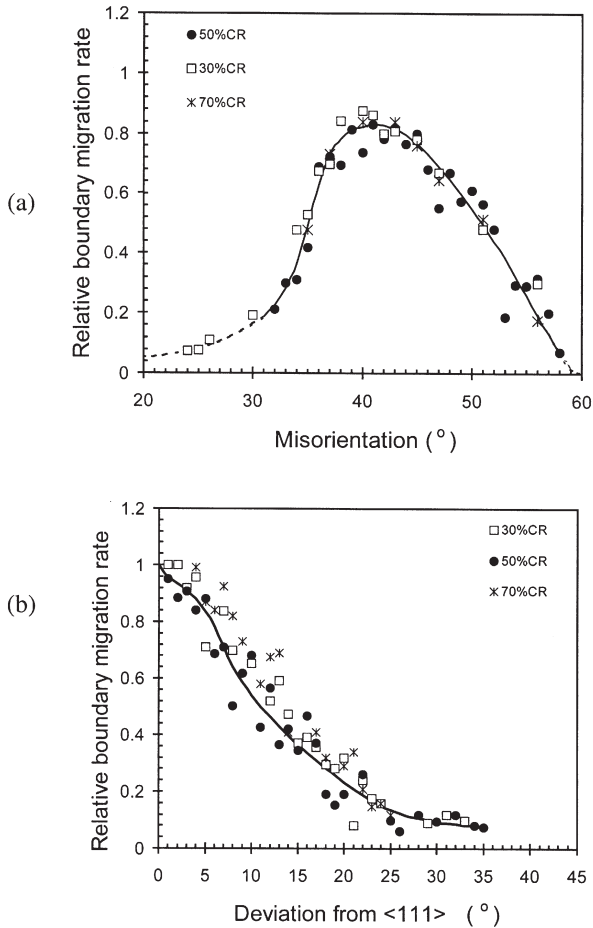 (a)
Relative boundary migration rate
1.2
1
0.8
0.6
0.4
0.2
0
50%CR
30%CR
70%CR
20 30 40 50 60
Misorientation (°)
(b)
Relative boundary migration rate
1.2
1
0.8
0.6
0.4
0.2
0
30%CR
50%CR
70%CR
0 5 10 15 20 25 30 35 40 45
Deviation from <111> (°)